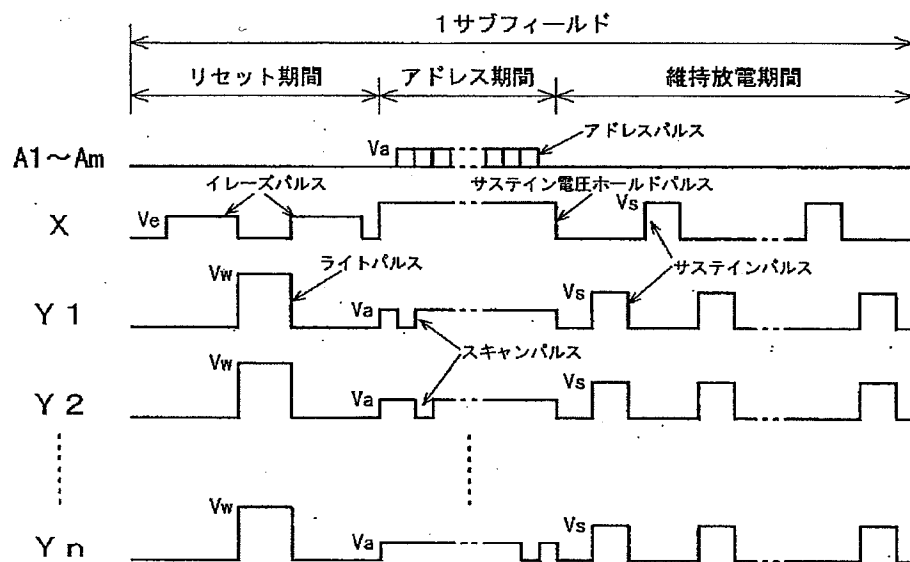 1サブフィールド
リセット期間 アドレス期間 維持放電期間
A1～Am Va アドレスパルス
イレーズパルス サステイン電圧ホールドパルス
X Ve Vs
ライトパルス サステインパルス
Y1 Vw Va Vs
スキャンパルス
Y2 Vw Va Vs
Yn Vw Va Vs